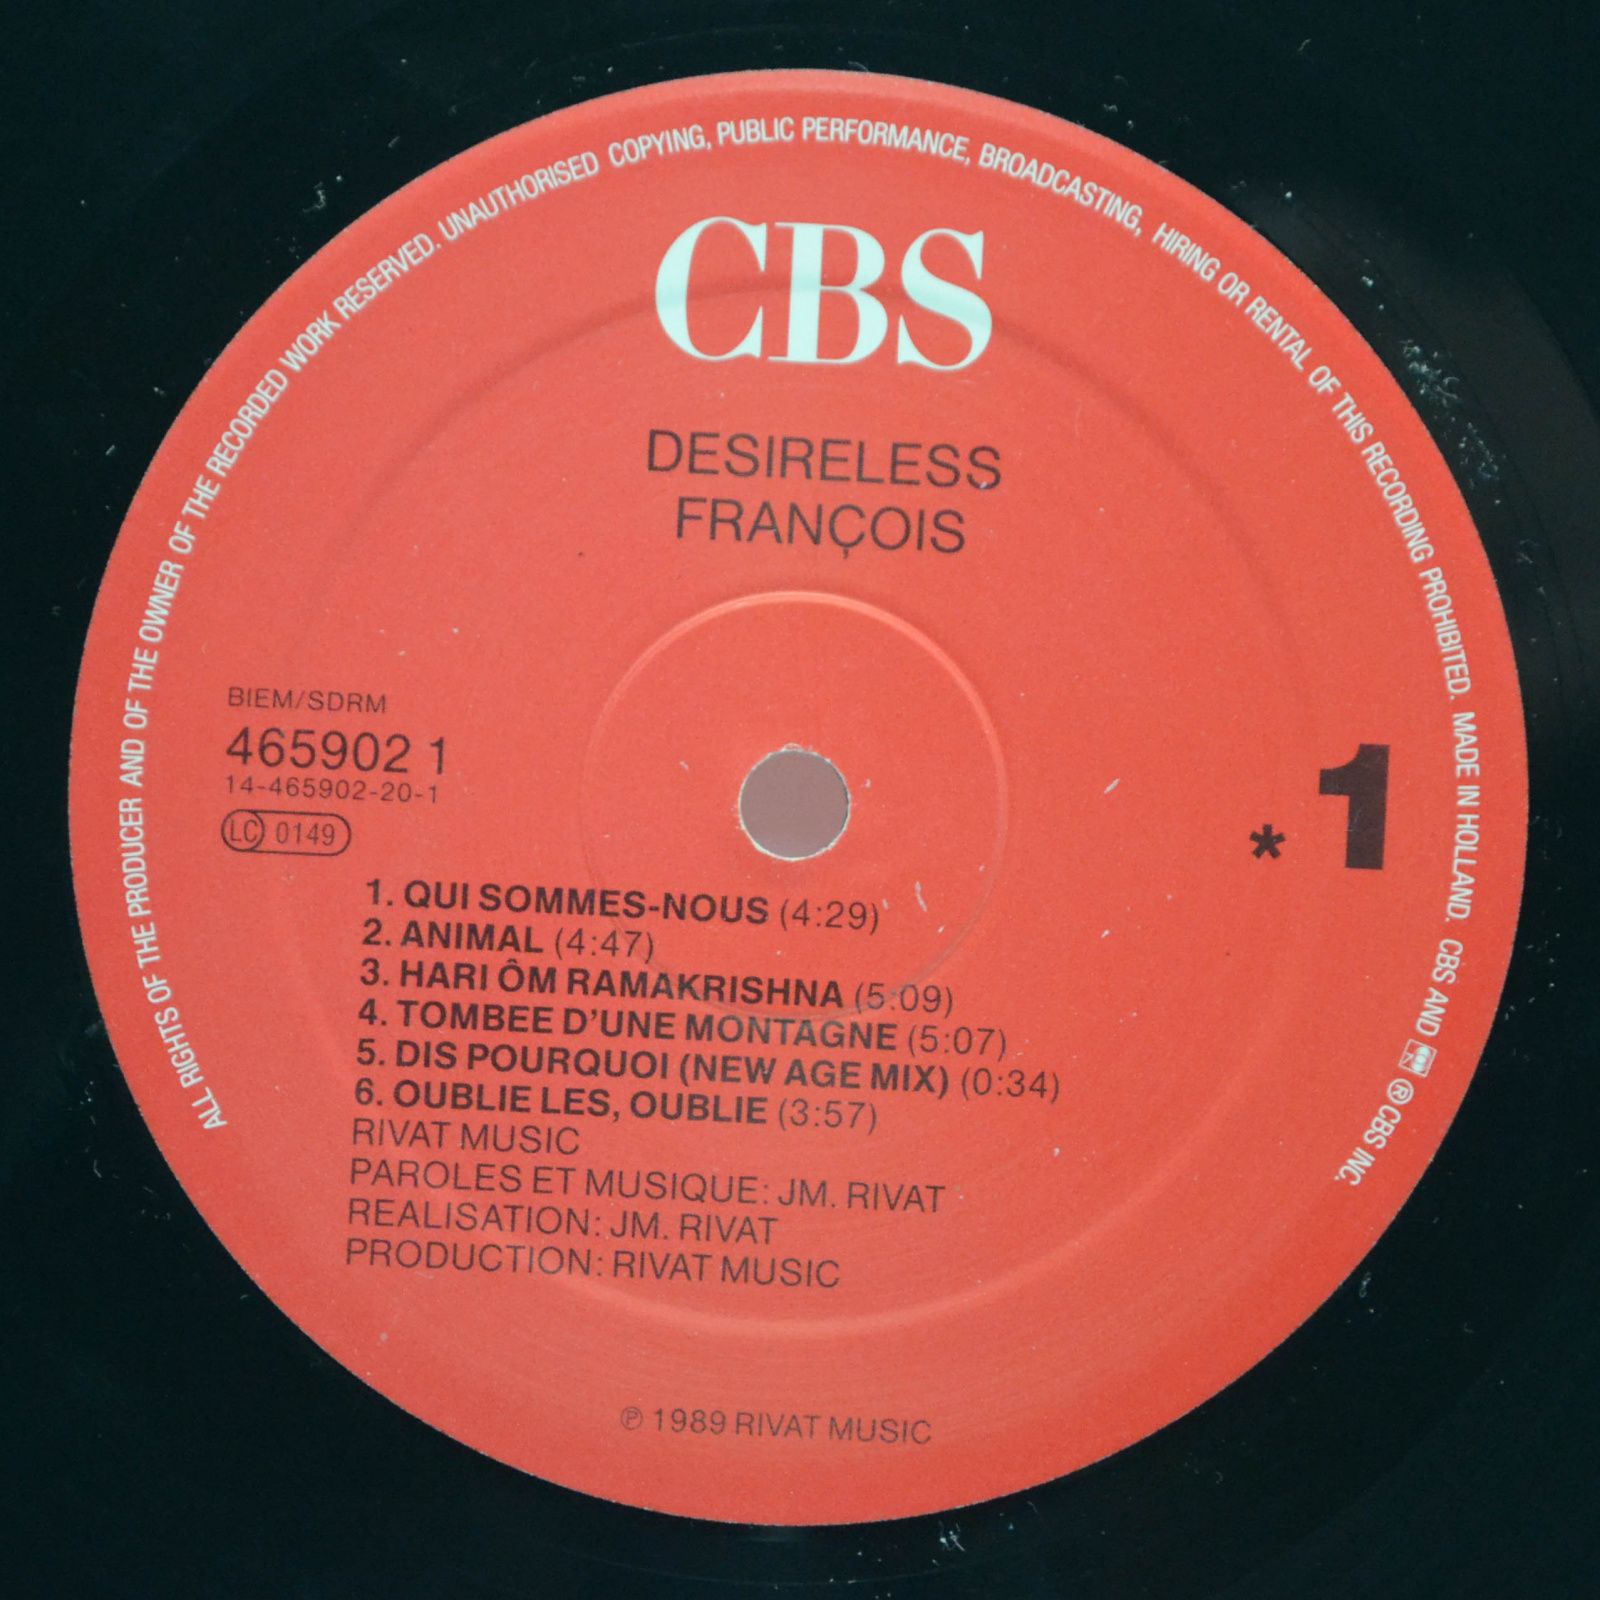 ALL RIGHTS OF THE PRODUCER AND OF THE OWNER OF THE RECORDED WORK RESERVED. UNAUTHORISED COPYING, PUBLIC PERFORMANCE, BROADCASTING, HIRING OR RENTAL OF THIS RECORDING PROHIBITED. MADE IN HOLLAND. CBS AND ® CBS INC.
CBS
DESIRELESS
FRANÇOIS
BIEM/SDRM
465902 1
14-465902-20-1
LC 0149
* 1
1. QUI SOMMES-NOUS (4:29)
2. ANIMAL (4:47)
3. HARI ÔM RAMAKRISHNA (5:09)
4. TOMBEE D'UNE MONTAGNE (5:07)
5. DIS POURQUOI (NEW AGE MIX) (0:34)
6. OUBLIE LES, OUBLIE (3:57)
RIVAT MUSIC
PAROLES ET MUSIQUE: JM. RIVAT
REALISATION: JM. RIVAT
PRODUCTION: RIVAT MUSIC
℗ 1989 RIVAT MUSIC